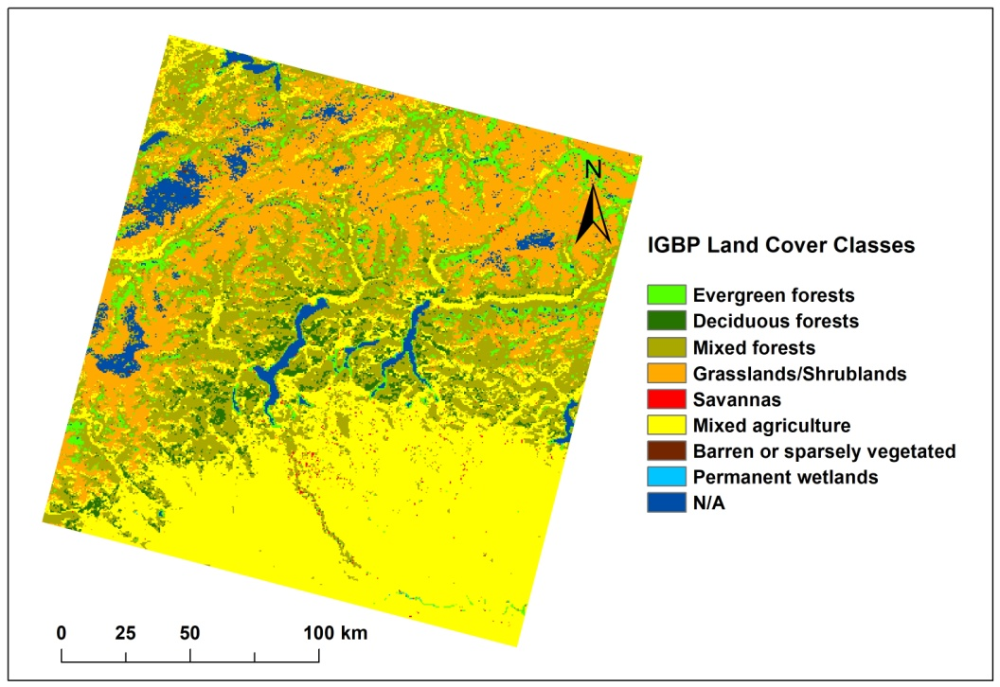 N
IGBP Land Cover Classes
Evergreen forests
Deciduous forests
Mixed forests
Grasslands/Shrublands
Savannas
Mixed agriculture
Barren or sparsely vegetated
Permanent wetlands
N/A
0 25 50 100 km